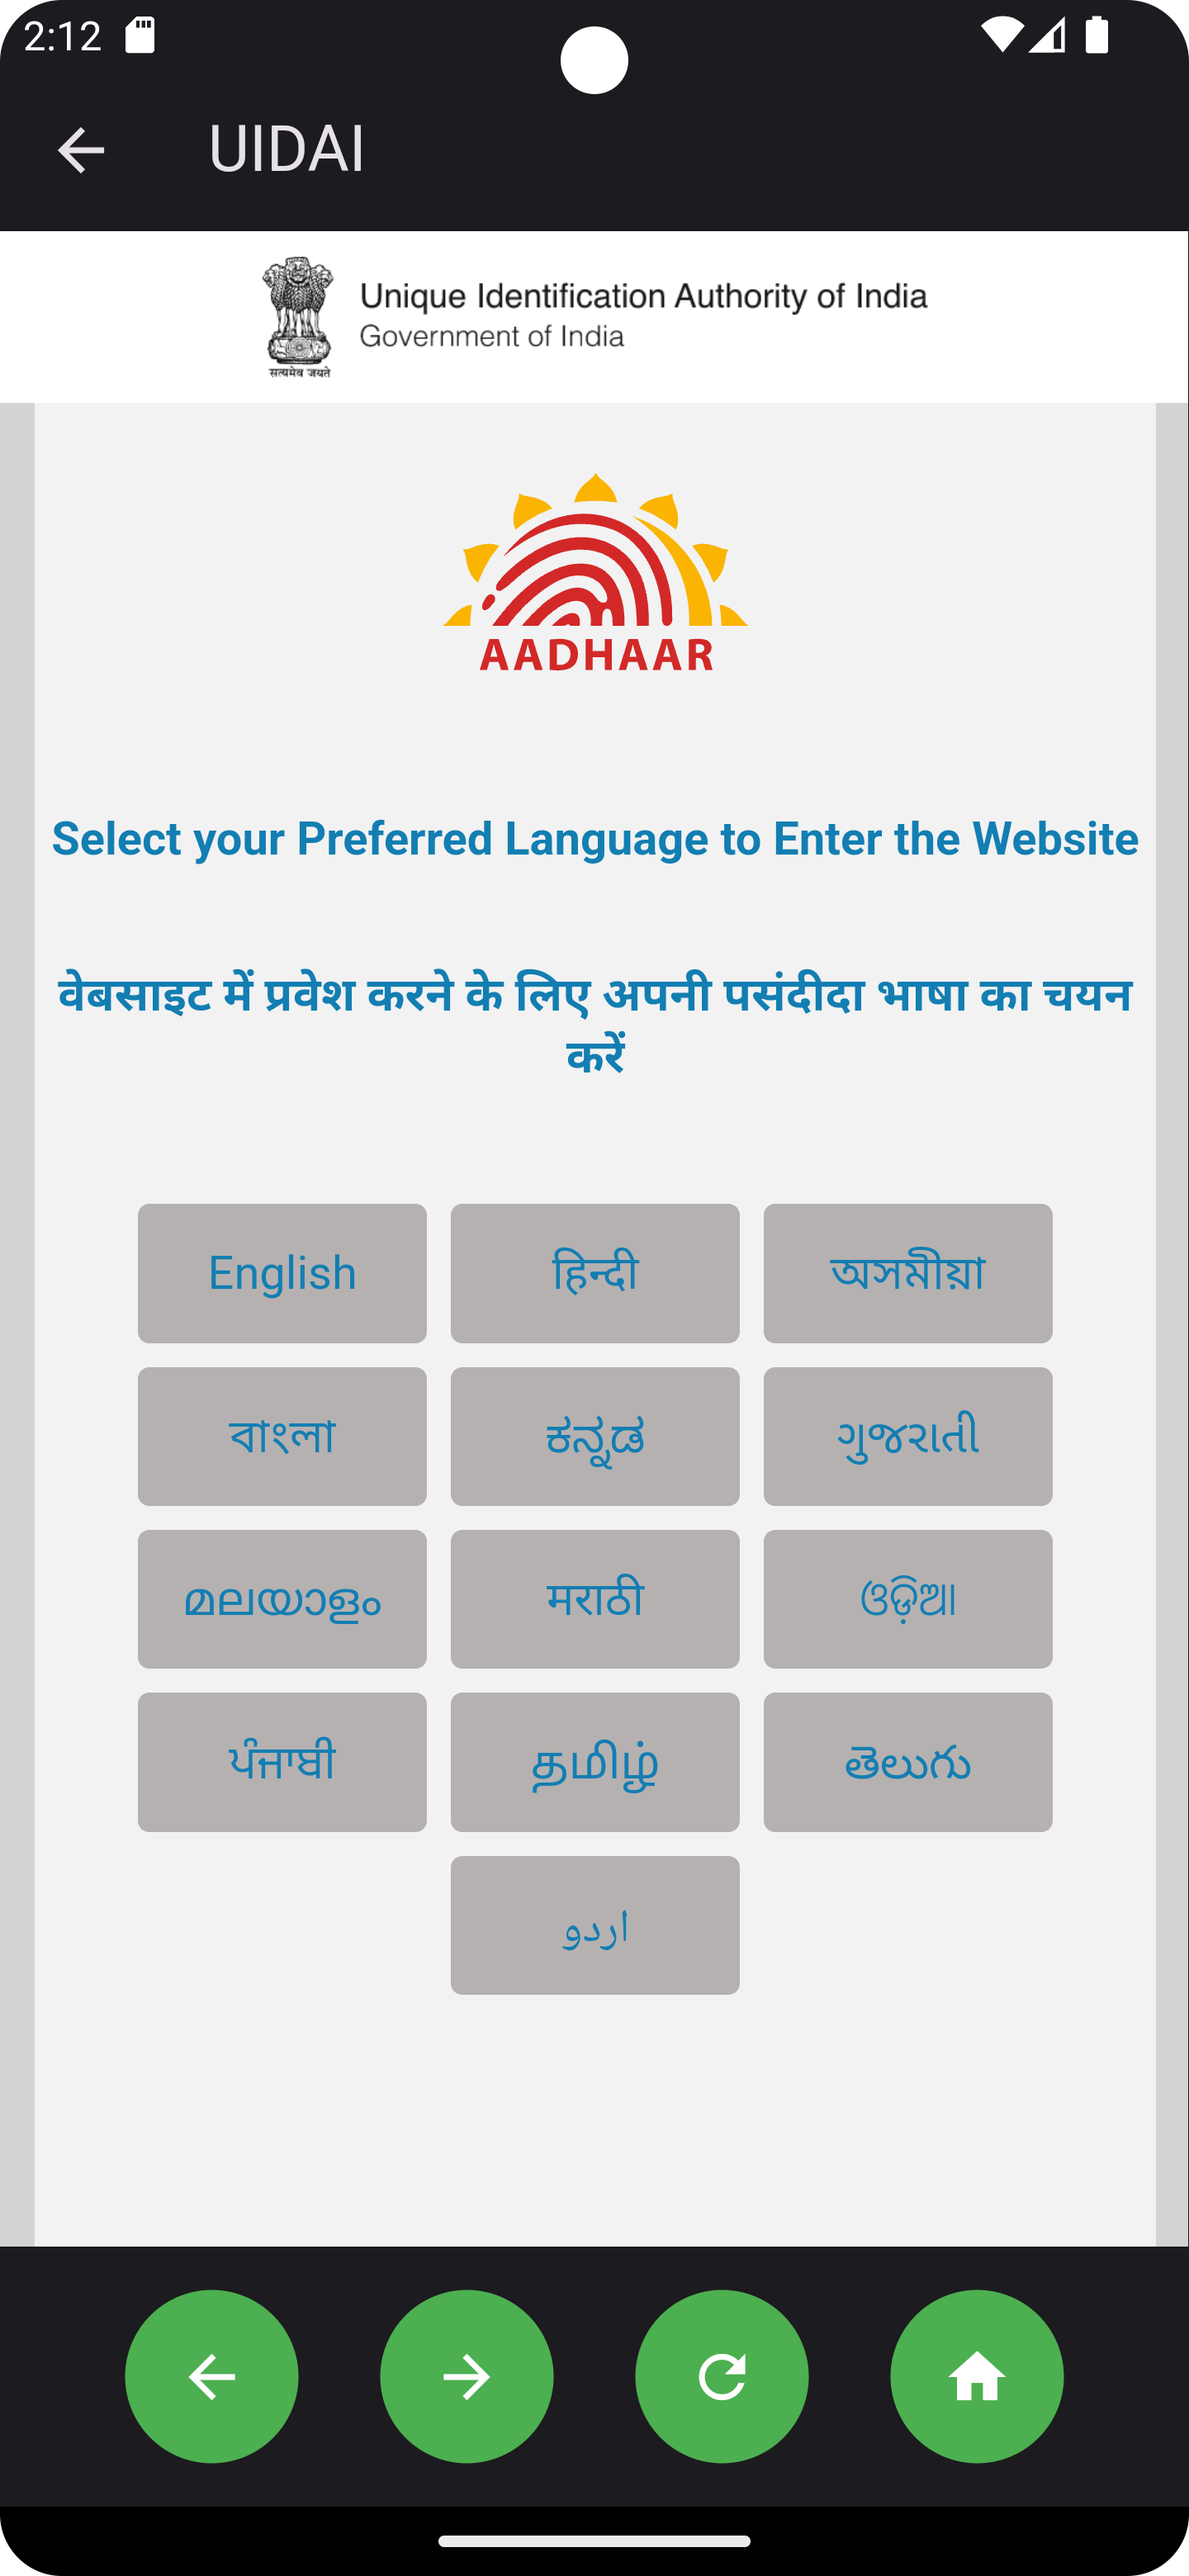 2:12
UIDAI
Unique Identification Authority of India
Government of India
सत्यमेव जयते
AADHAAR
Select your Preferred Language to Enter the Website
वेबसाइट में प्रवेश करने के लिए अपनी पसंदीदा भाषा का चयन
करें
English हिन्दी অসমীয়া
বাংলা ಕನ್ನಡ ગુજરાતી
മലയാളം मराठी ଓଡ଼ିଆ
ਪੰਜਾਬੀ தமிழ் తెలుగు
اردو